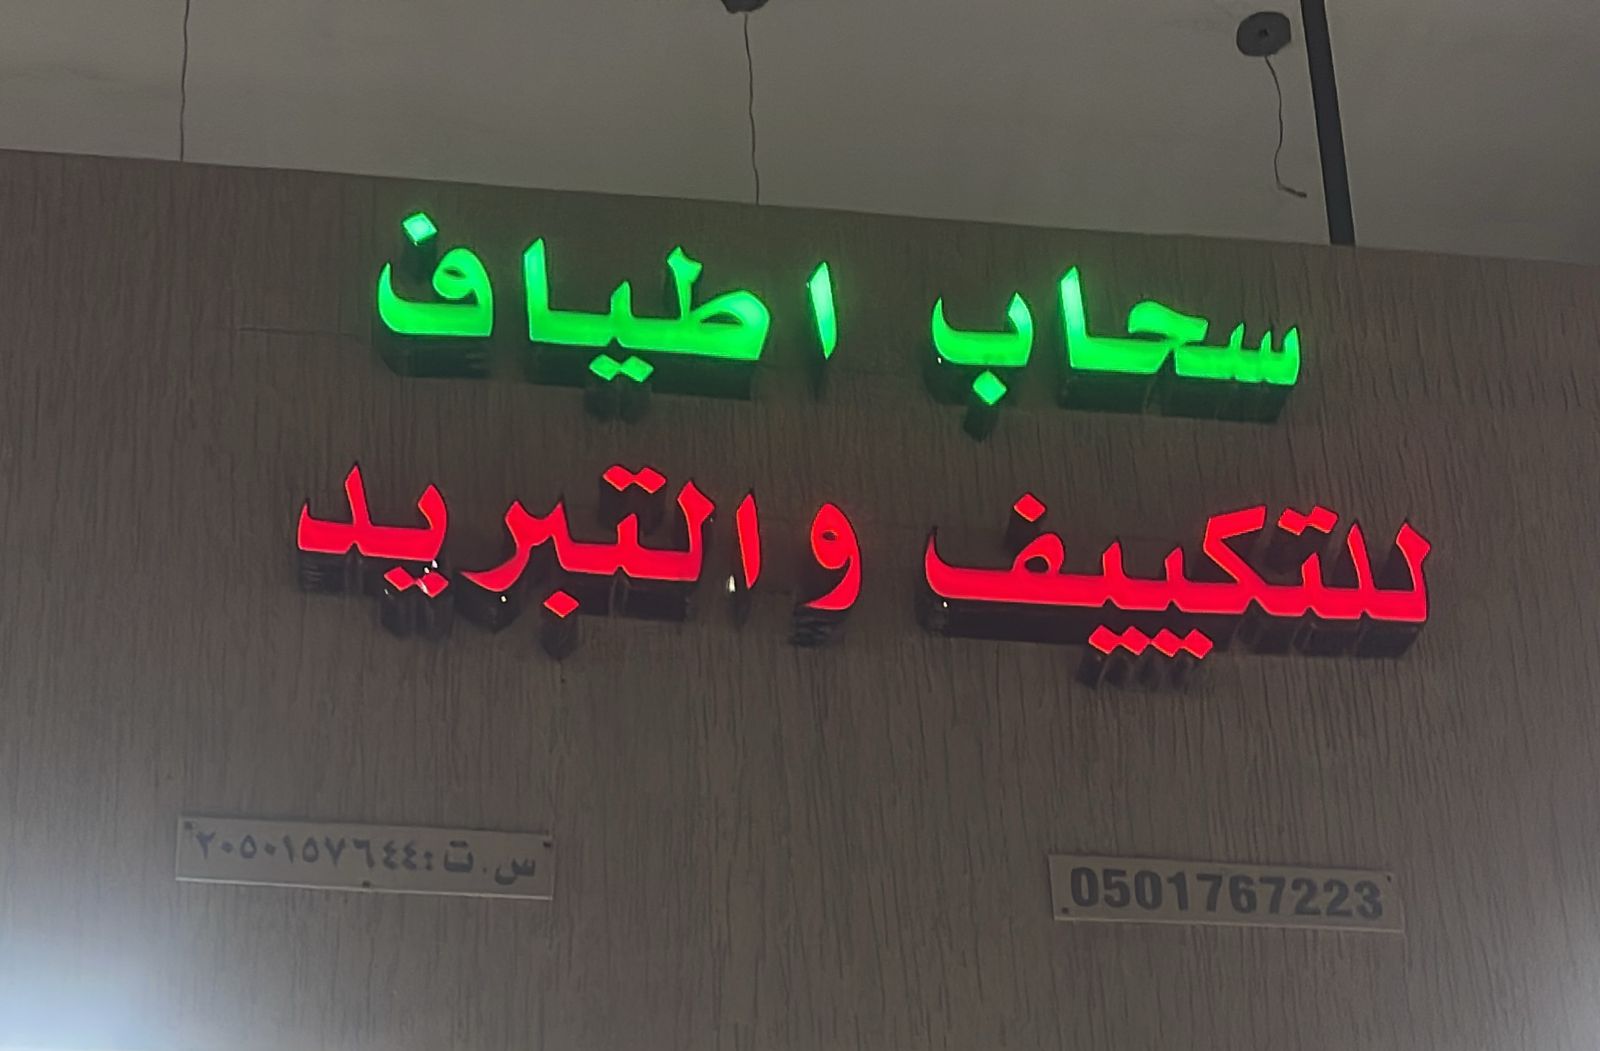 سحاب اطياف
للتكييف والتبريد
0501767223
س.ت:٢٠٥٠١٥٧٦٤٤